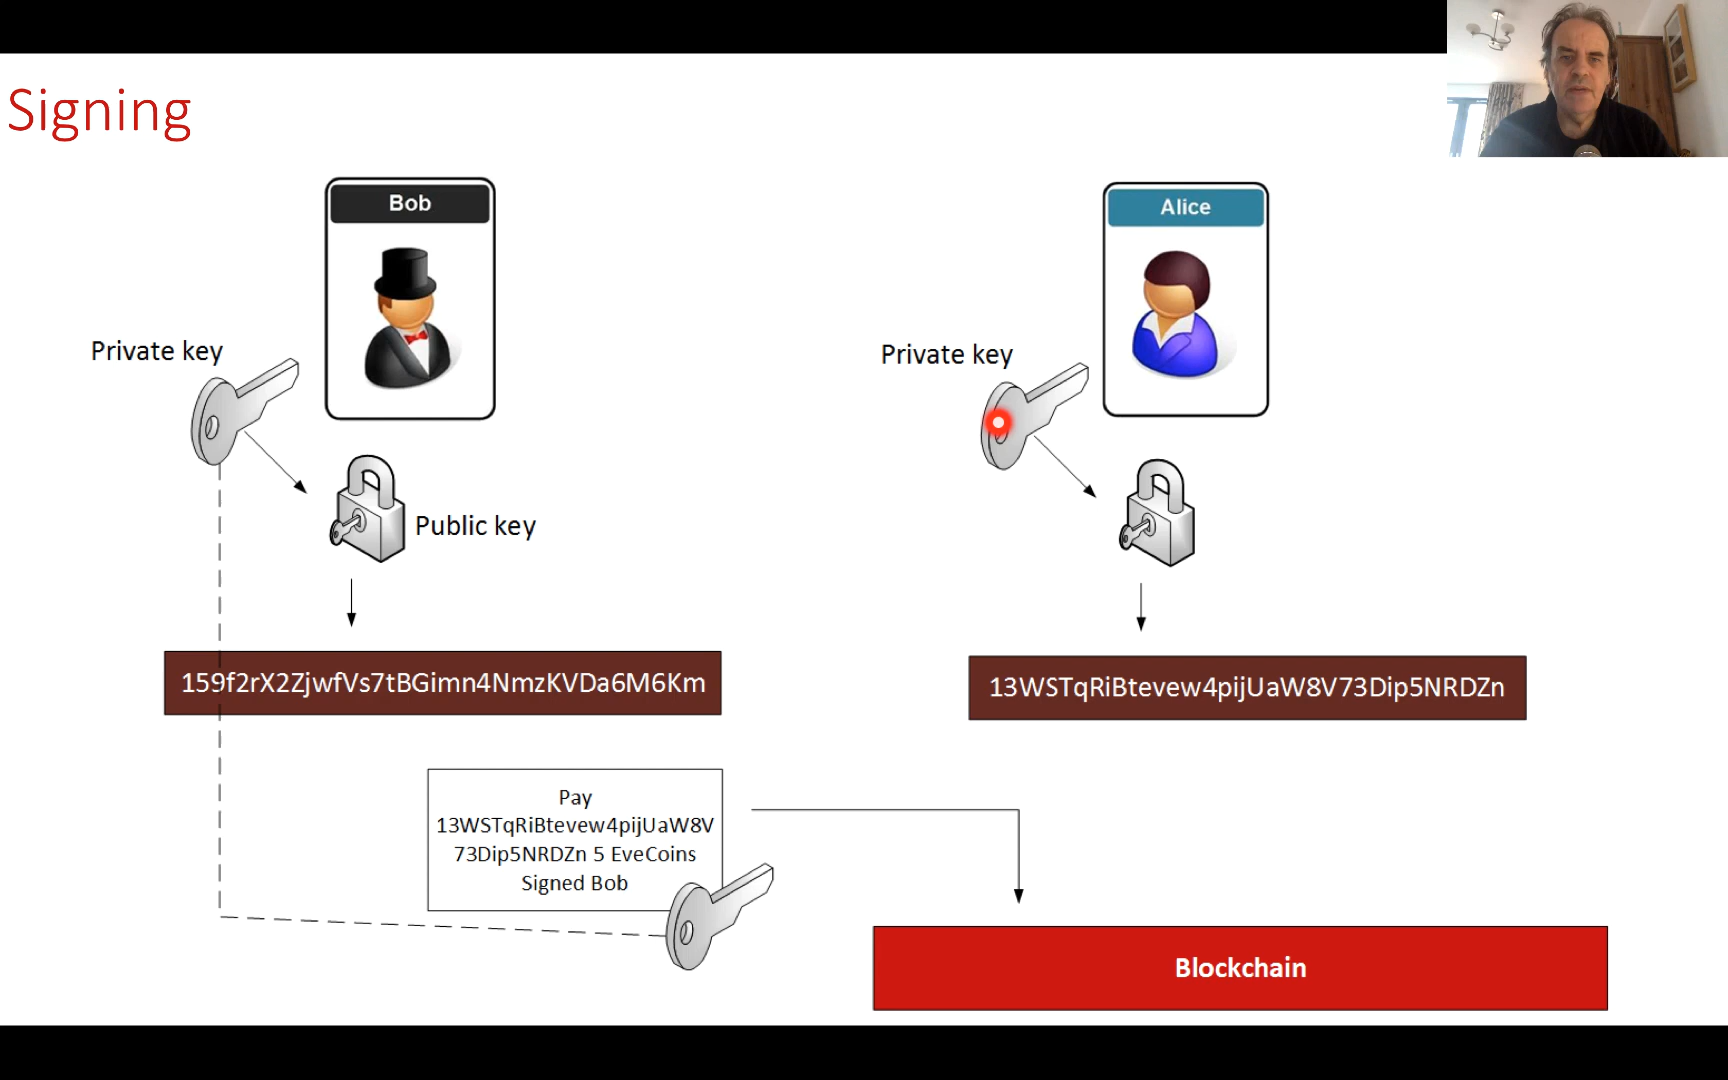 Signing
Bob
Alice
Private key
Private key
Public key
159f2rX2ZjwfVs7tBGimn4NmzKVDa6M6Km
13WSTqRiBtevew4pijUaW8V73Dip5NRDZn
Pay
13WSTqRiBtevew4pijUaW8V
73Dip5NRDZn 5 EveCoins
Signed Bob
Blockchain